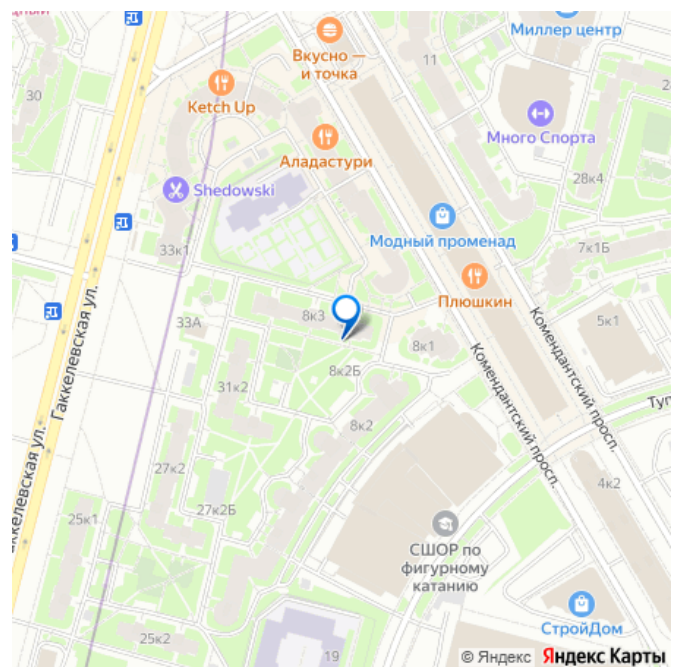 Миллер центр
Вкусно —
и точка
11
30
Ketch Up
Много Спорта
Аладастури
28к4
Shedowski
Модный променад
33к1
7к1Б
Плюшкин
8к3
33А
5к1
8к1
Комендантский просп.
Гаккелевская ул.
8к2Б
31к2
Комендантский просп.
Туп
8к2
27к2
4к2
27к2Б
25к1
аккелевская ул.
СШОР по
фигурному
катанию
СтройДом
25к2
19
© Яндекс Яндекс Карты